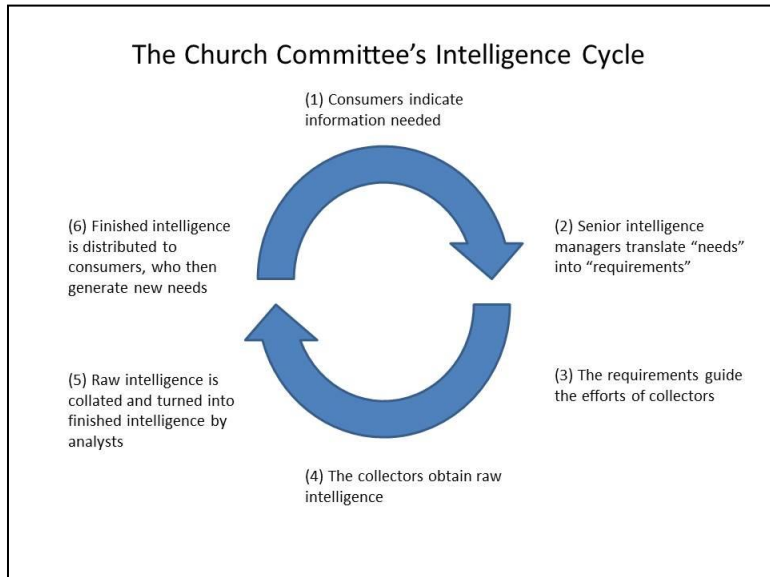 The Church Committee’s Intelligence Cycle
(1) Consumers indicate
information needed
(2) Senior intelligence
managers translate “needs”
into “requirements”
(3) The requirements guide
the efforts of collectors
(4) The collectors obtain raw
intelligence
(5) Raw intelligence is
collated and turned into
finished intelligence by
analysts
(6) Finished intelligence
is distributed to
consumers, who then
generate new needs